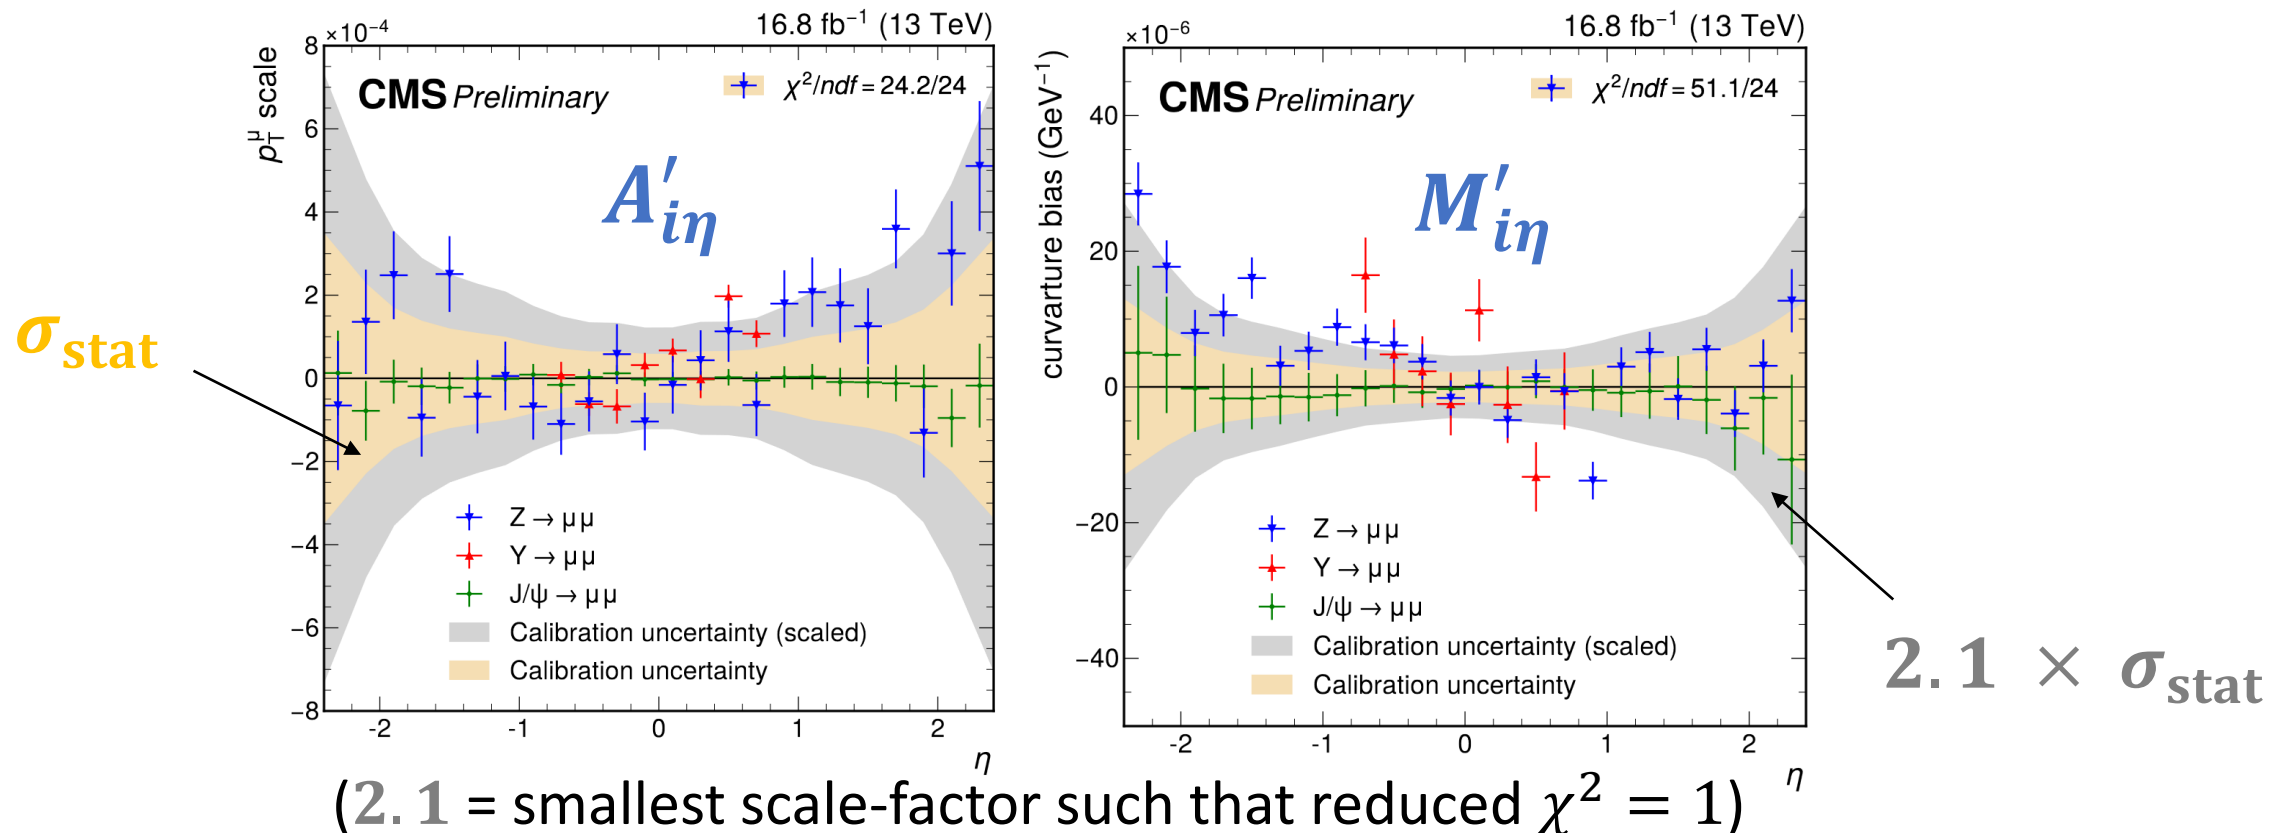 ×10⁻⁴
16.8 fb⁻¹ (13 TeV)
CMS Preliminary
χ²/ndf = 24.2/24
A′iη
p_T^μ scale
8
6
4
2
0
−2
−4
−6
−8
Z → μμ
Υ → μμ
J/ψ → μμ
Calibration uncertainty (scaled)
Calibration uncertainty
-2
-1
0
1
2
η
σstat
×10⁻⁶
16.8 fb⁻¹ (13 TeV)
CMS Preliminary
χ²/ndf = 51.1/24
M′iη
curvarture bias (GeV⁻¹)
40
20
0
−20
−40
Z → μμ
Υ → μμ
J/ψ → μμ
Calibration uncertainty (scaled)
Calibration uncertainty
-2
-1
0
1
2
η
2.1 × σstat
(2.1 = smallest scale-factor such that reduced χ² = 1)